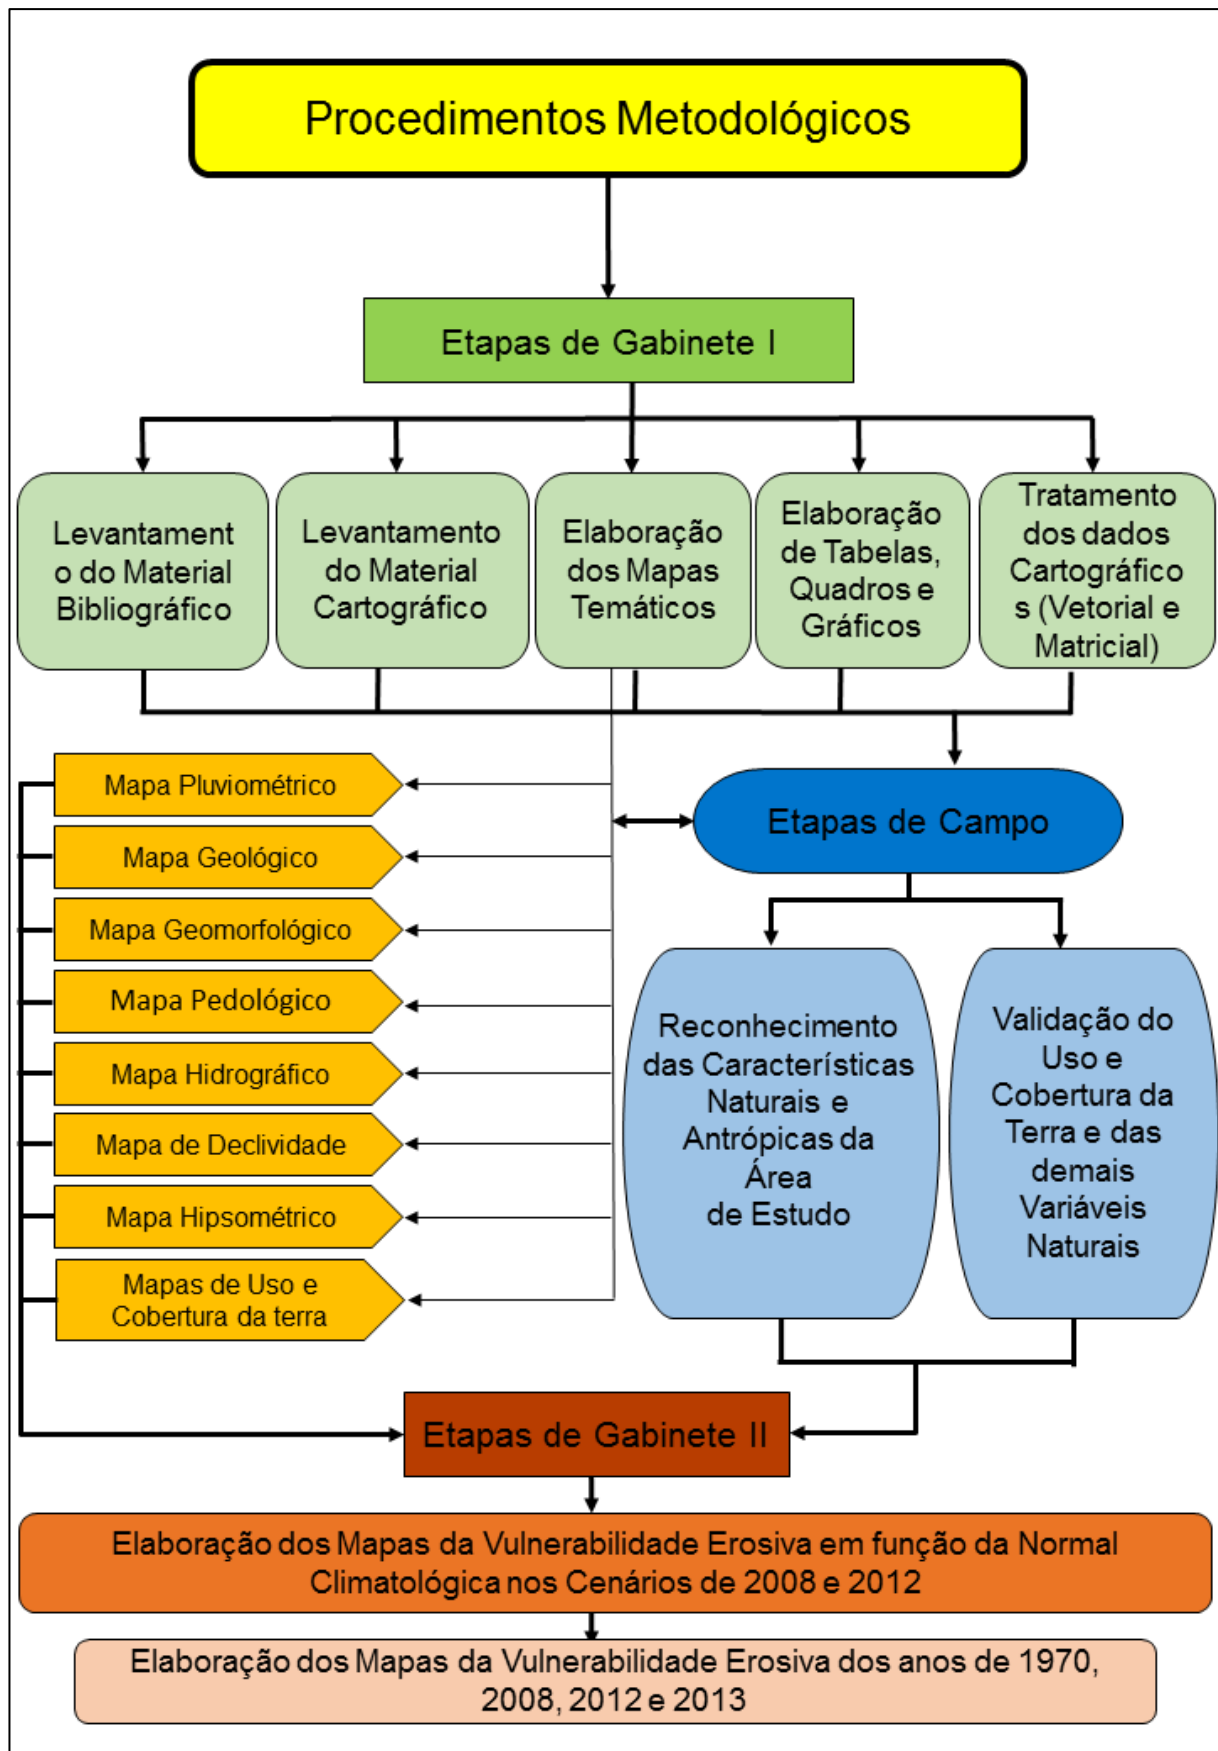 Procedimentos Metodológicos
Etapas de Gabinete I
Levantament
o do Material
Bibliográfico
Levantamento
do Material
Cartográfico
Elaboração
dos Mapas
Temáticos
Elaboração
de Tabelas,
Quadros e
Gráficos
Tratamento
dos dados
Cartográfico
s (Vetorial e
Matricial)
Mapa Pluviométrico
Mapa Geológico
Mapa Geomorfológico
Mapa Pedológico
Mapa Hidrográfico
Mapa de Declividade
Mapa Hipsométrico
Mapas de Uso e
Cobertura da terra
Etapas de Campo
Reconhecimento
das Características
Naturais e
Antrópicas da
Área
de Estudo
Validação do
Uso e
Cobertura da
Terra e das
demais
Variáveis
Naturais
Etapas de Gabinete II
Elaboração dos Mapas da Vulnerabilidade Erosiva em função da Normal
Climatológica nos Cenários de 2008 e 2012
Elaboração dos Mapas da Vulnerabilidade Erosiva dos anos de 1970,
2008, 2012 e 2013